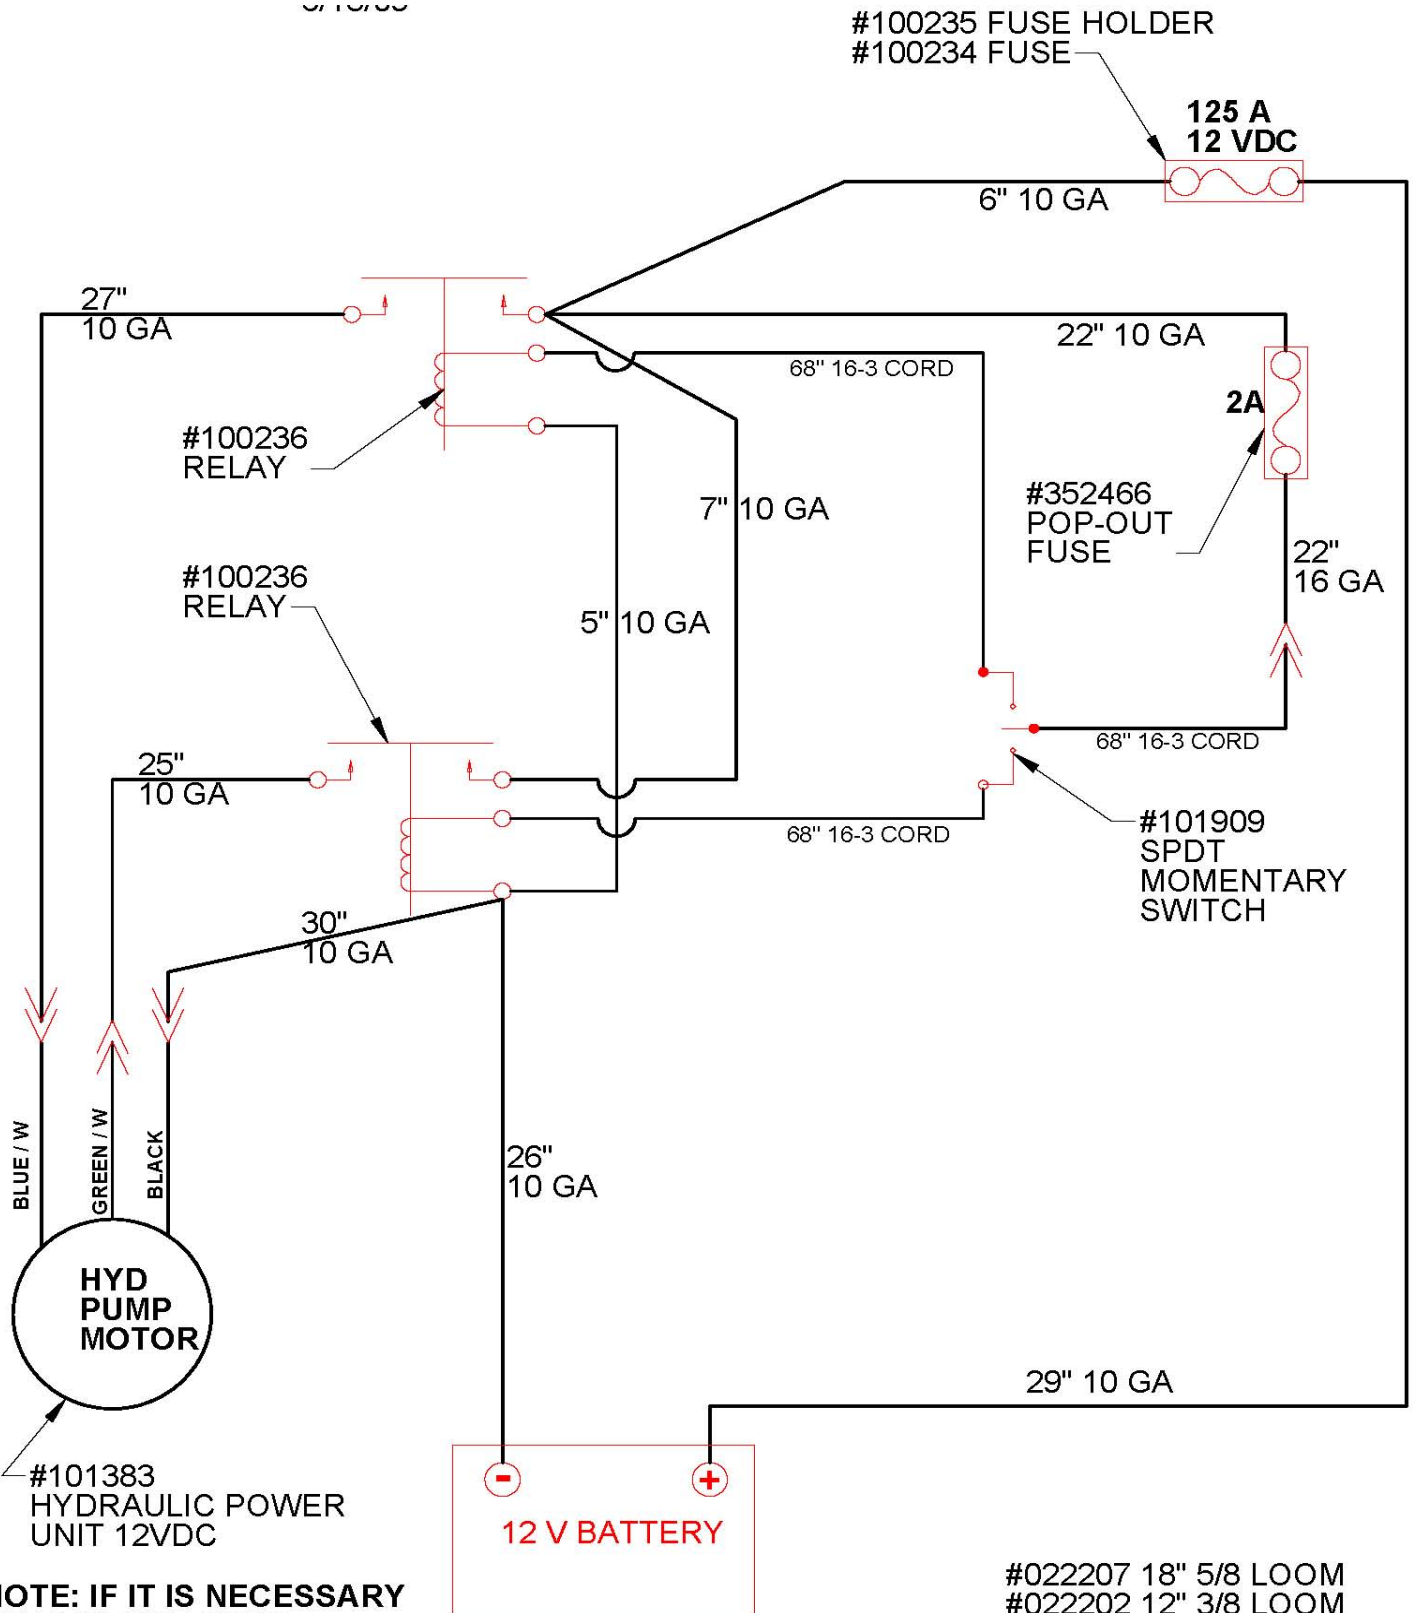 #100235 FUSE HOLDER
#100234 FUSE
125 A
12 VDC
6" 10 GA
27"
10 GA
22" 10 GA
68" 16-3 CORD
2A
#100236
RELAY
#352466
POP-OUT
FUSE
7" 10 GA
22"
16 GA
#100236
RELAY
5" 10 GA
68" 16-3 CORD
25"
10 GA
68" 16-3 CORD
#101909
SPDT
MOMENTARY
SWITCH
30"
10 GA
BLUE / W
GREEN / W
BLACK
26"
10 GA
HYD
PUMP
MOTOR
29" 10 GA
#101383
HYDRAULIC POWER
UNIT 12VDC
-
+
12 V BATTERY
#022207 18" 5/8 LOOM
#022202 12" 3/8 LOOM
NOTE: IF IT IS NECESSARY